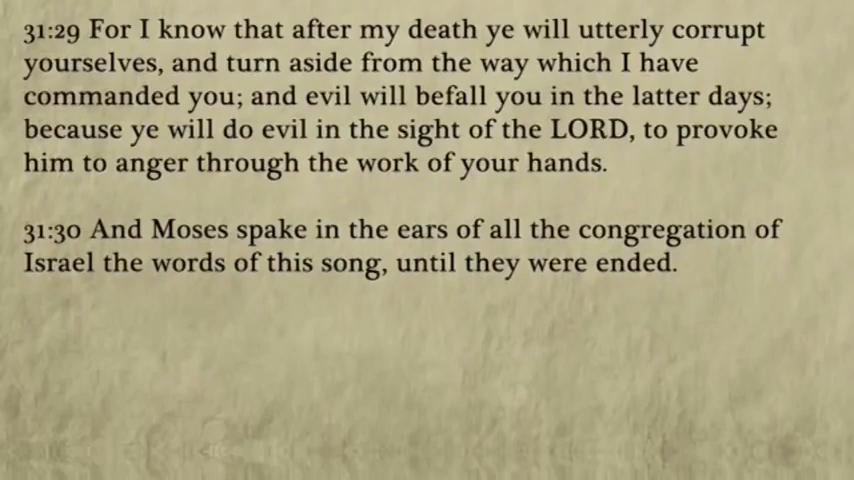 31:29 For I know that after my death ye will utterly corrupt
yourselves, and turn aside from the way which I have
commanded you; and evil will befall you in the latter days;
because ye will do evil in the sight of the LORD, to provoke
him to anger through the work of your hands.
31:30 And Moses spake in the ears of all the congregation of
Israel the words of this song, until they were ended.